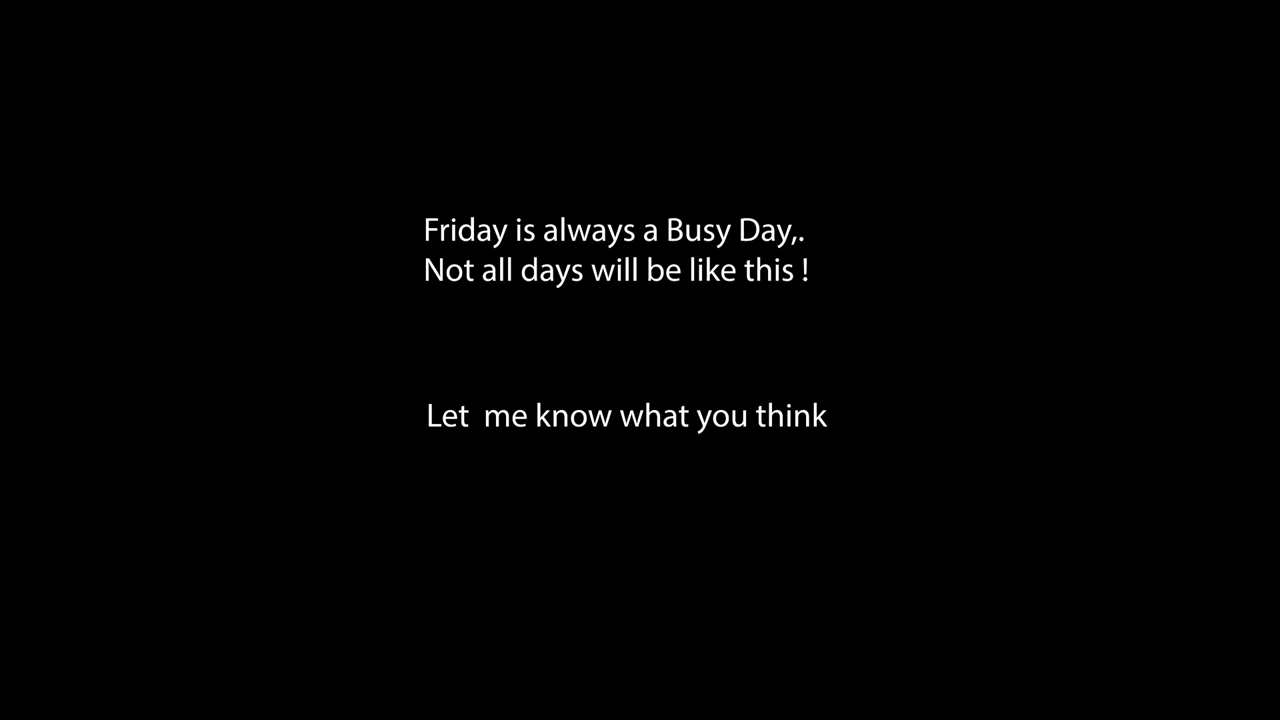 Friday is always a Busy Day,.
Not all days will be like this !
Let  me know what you think